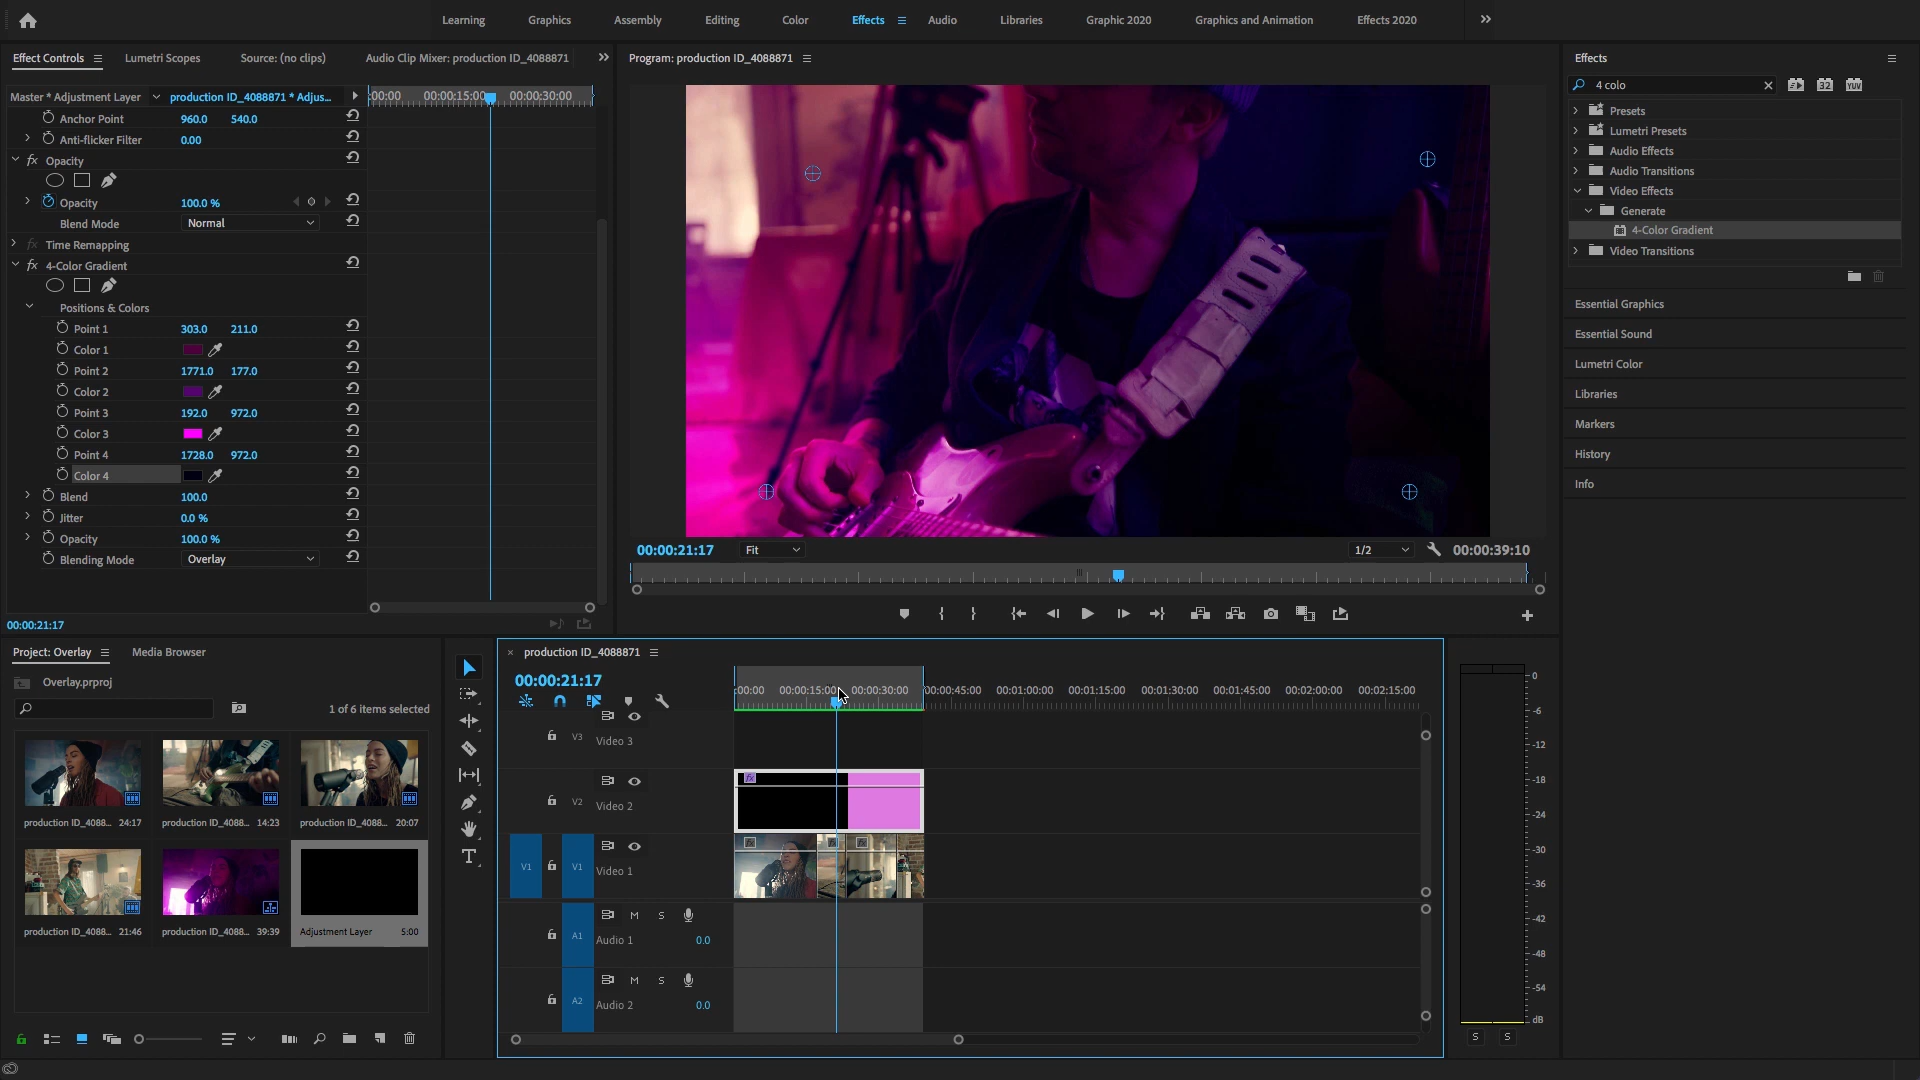 Learning Graphics Assembly Editing Color Effects Audio Libraries Graphic 2020 Graphics and Animation Effects 2020
Effect Controls Lumetri Scopes Source: (no clips) Audio Clip Mixer: production ID_4088871
Master * Adjustment Layer production ID_4088871 * Adjus...
:00:00 00:00:15:00 00:00:30:00
Anchor Point 960.0 540.0
Anti-flicker Filter 0.00
fx Opacity
Opacity 100.0 %
Blend Mode Normal
fx Time Remapping
fx 4-Color Gradient
Positions & Colors
Point 1 303.0 211.0
Color 1
Point 2 1771.0 177.0
Color 2
Point 3 192.0 972.0
Color 3
Point 4 1728.0 972.0
Color 4
Blend 100.0
Jitter 0.0 %
Opacity 100.0 %
Blending Mode Overlay
00:00:21:17
Program: production ID_4088871
00:00:21:17 Fit 1/2 00:00:39:10
Effects
4 colo
32 YUV
Presets
Lumetri Presets
Audio Effects
Audio Transitions
Video Effects
Generate
4-Color Gradient
Video Transitions
Essential Graphics
Essential Sound
Lumetri Color
Libraries
Markers
History
Info
Project: Overlay Media Browser
Overlay.prproj
1 of 6 items selected
production ID_4088... 24:17
production ID_4088... 14:23
production ID_4088... 20:07
production ID_4088... 21:46
production ID_4088... 39:39
Adjustment Layer 5:00
× production ID_4088871
00:00:21:17
:00:00 00:00:15:00 00:00:30:00 00:00:45:00 00:01:00:00 00:01:15:00 00:01:30:00 00:01:45:00 00:02:00:00 00:02:15:00
V3 Video 3
fx
V2 Video 2
fx fx fx
V1 V1 Video 1
M S
A1 Audio 1 0.0
M S
A2 Audio 2 0.0
0
-6
-12
-18
-24
-30
-36
-42
-48
-54
dB
S S